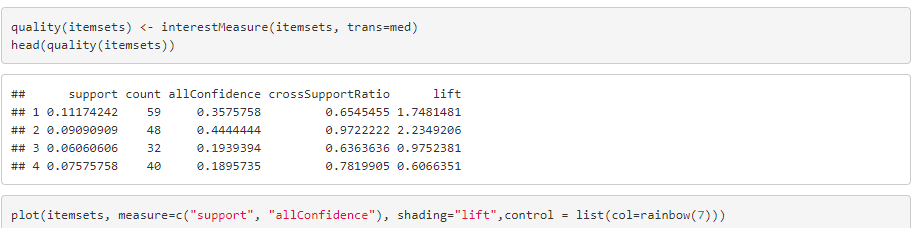 quality(itemsets) <- interestMeasure(itemsets, trans=med)
head(quality(itemsets))
##      support count allConfidence crossSupportRatio      lift
## 1 0.11174242    59     0.3575758         0.6545455 1.7481481
## 2 0.09090909    48     0.4444444         0.9722222 2.2349206
## 3 0.06060606    32     0.1939394         0.6363636 0.9752381
## 4 0.07575758    40     0.1895735         0.7819905 0.6066351
plot(itemsets, measure=c("support", "allConfidence"), shading="lift",control = list(col=rainbow(7)))